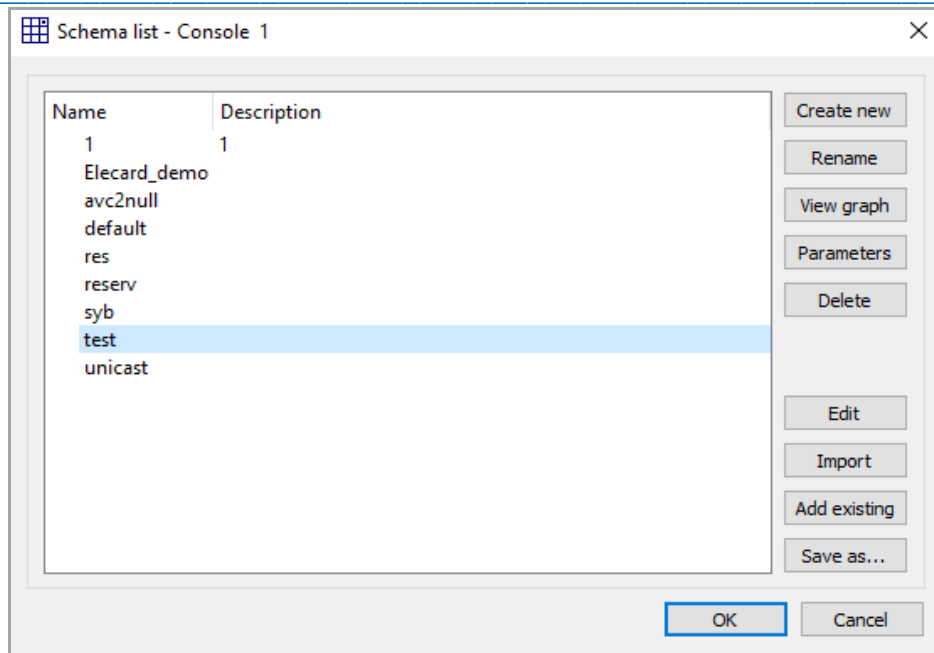 Schema list - Console 1
Name Description
1 1
Elecard_demo
avc2null
default
res
reserv
syb
test
unicast
Create new
Rename
View graph
Parameters
Delete
Edit
Import
Add existing
Save as...
OK Cancel